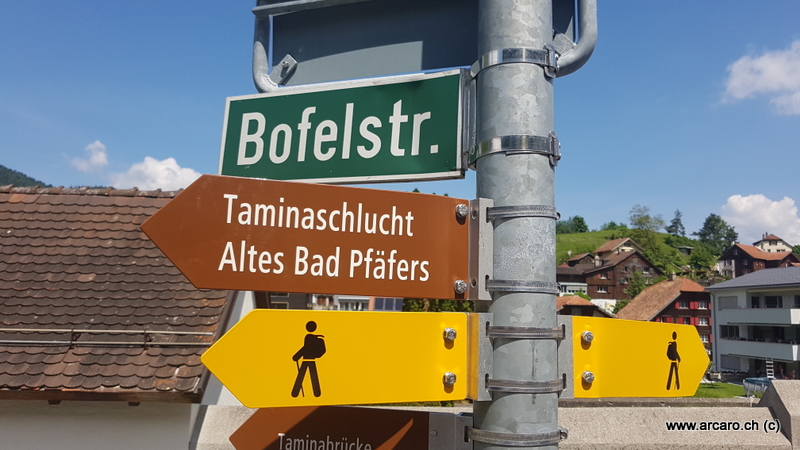 Bofelstr.
Taminaschlucht
Altes Bad Pfäfers
Taminabrücke
www.arcaro.ch (c)